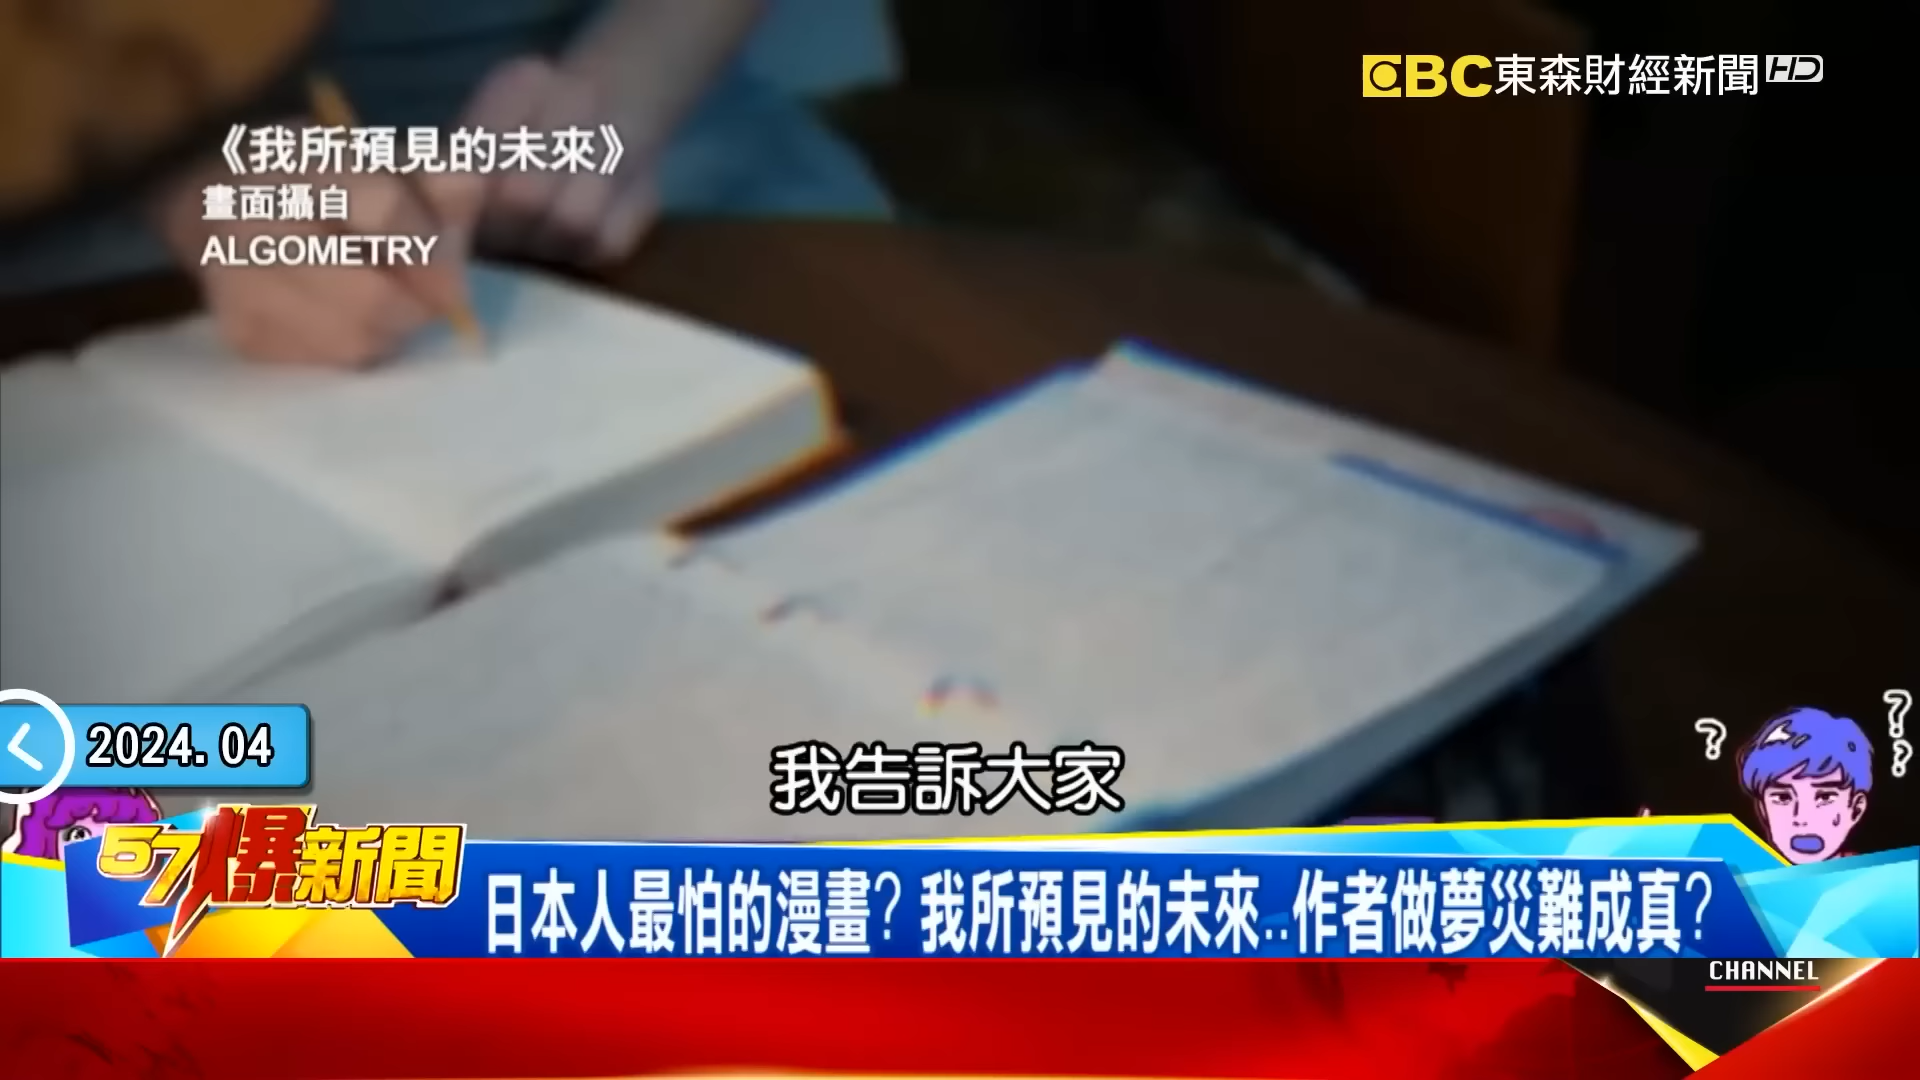 EBC東森財經新聞HD
《我所預見的未來》
畫面攝自
ALGOMETRY
2024.04
我告訴大家
57爆新聞
日本人最怕的漫畫? 我所預見的未來..作者做夢災難成真?
CHANNEL
? ? ?